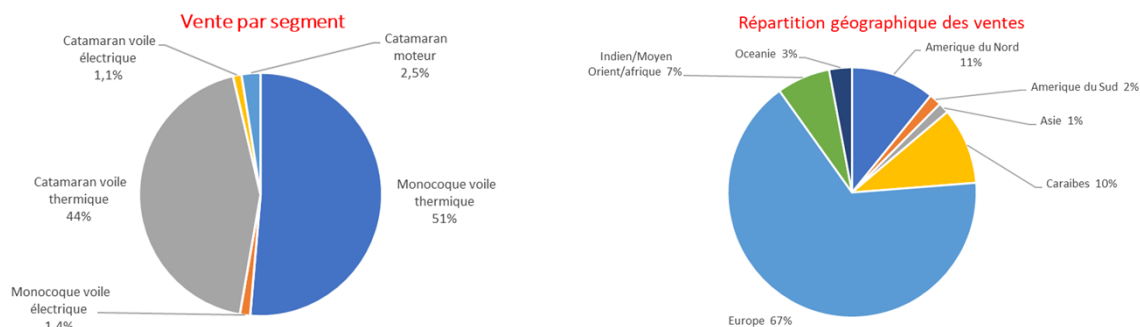 Vente par segment
Catamaran voile
électrique
1,1%
Catamaran
moteur
2,5%
Catamaran voile
thermique
44%
Monocoque voile
thermique
51%
Monocoque voile
électrique
1,4%
Répartition géographique des ventes
Indien/Moyen
Orient/afrique 7%
Oceanie 3%
Amerique du Nord
11%
Amerique du Sud 2%
Asie 1%
Caraibes 10%
Europe 67%